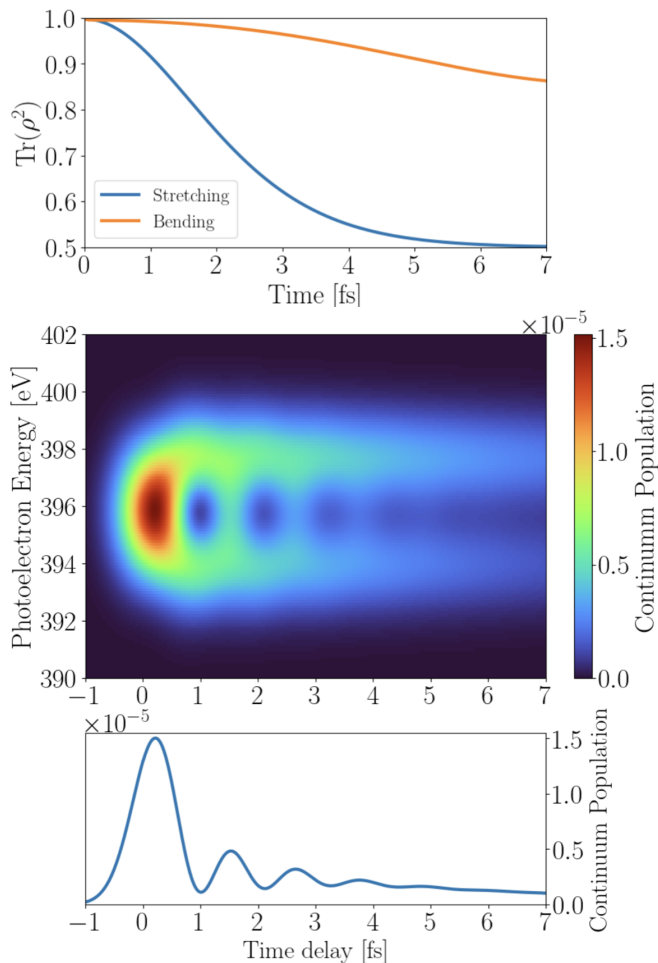 1.0
0.9
0.8
0.7
0.6
0.5
Tr(ρ²)
Stretching
Bending
0 1 2 3 4 5 6 7
Time [fs]
×10⁻⁵
402
400
398
396
394
392
390
Photoelectron Energy [eV]
−1 0 1 2 3 4 5 6 7
1.5
1.0
0.5
0.0
Continumm Population
×10⁻⁵
1.5
1.0
0.5
0.0
Continuum Population
−1 0 1 2 3 4 5 6 7
Time delay [fs]